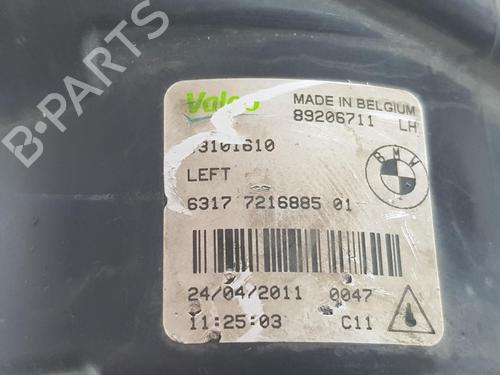 B-PARTS
Valeo
MADE IN BELGIUM
89206711 LH
LEFT
BMW
6317 7216885 01
24/04/2011 0047
11:25:03 C11